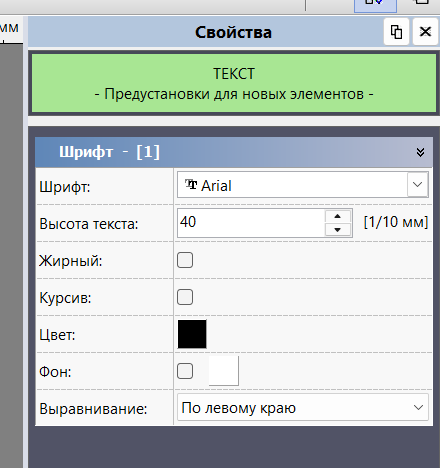 мм
Свойства
ТЕКСТ
- Предустановки для новых элементов -
Шрифт - [1]
Шрифт: Arial
Высота текста: 40 [1/10 мм]
Жирный:
Курсив:
Цвет:
Фон:
Выравнивание: По левому краю